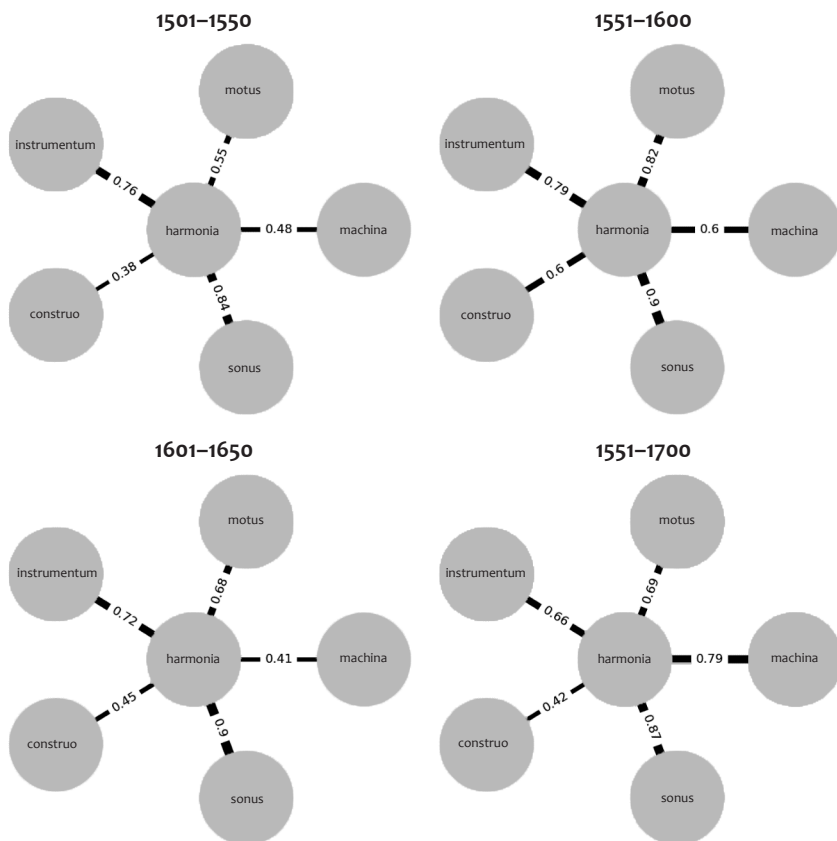 1501–1550
motus
instrumentum
0.55
0.76
harmonia
0.48
machina
0.38
0.84
construo
sonus
1551–1600
motus
instrumentum
0.82
0.79
harmonia
0.6
machina
0.6
0.9
construo
sonus
1601–1650
motus
instrumentum
0.68
0.72
harmonia
0.41
machina
0.45
0.9
construo
sonus
1551–1700
motus
instrumentum
0.69
0.66
harmonia
0.79
machina
0.42
0.87
construo
sonus